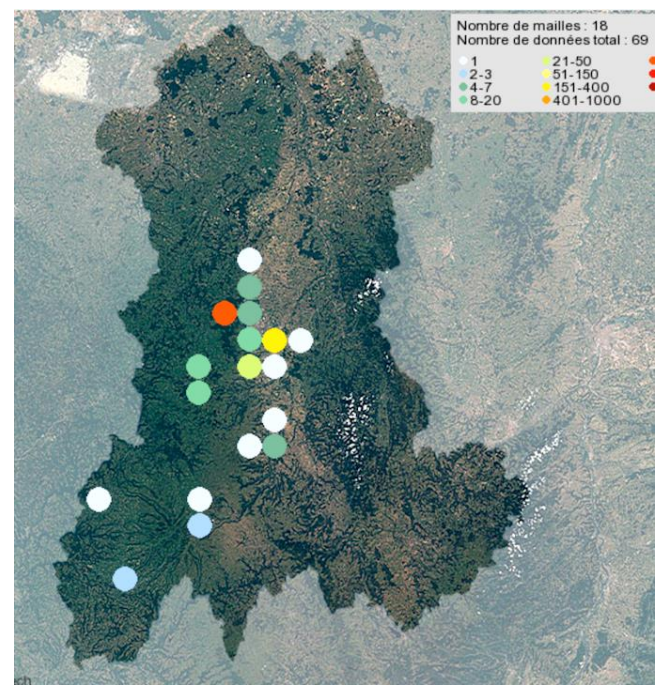 Nombre de mailles : 18
Nombre de données total : 69
1
2-3
4-7
8-20
21-50
51-150
151-400
401-1000
ech